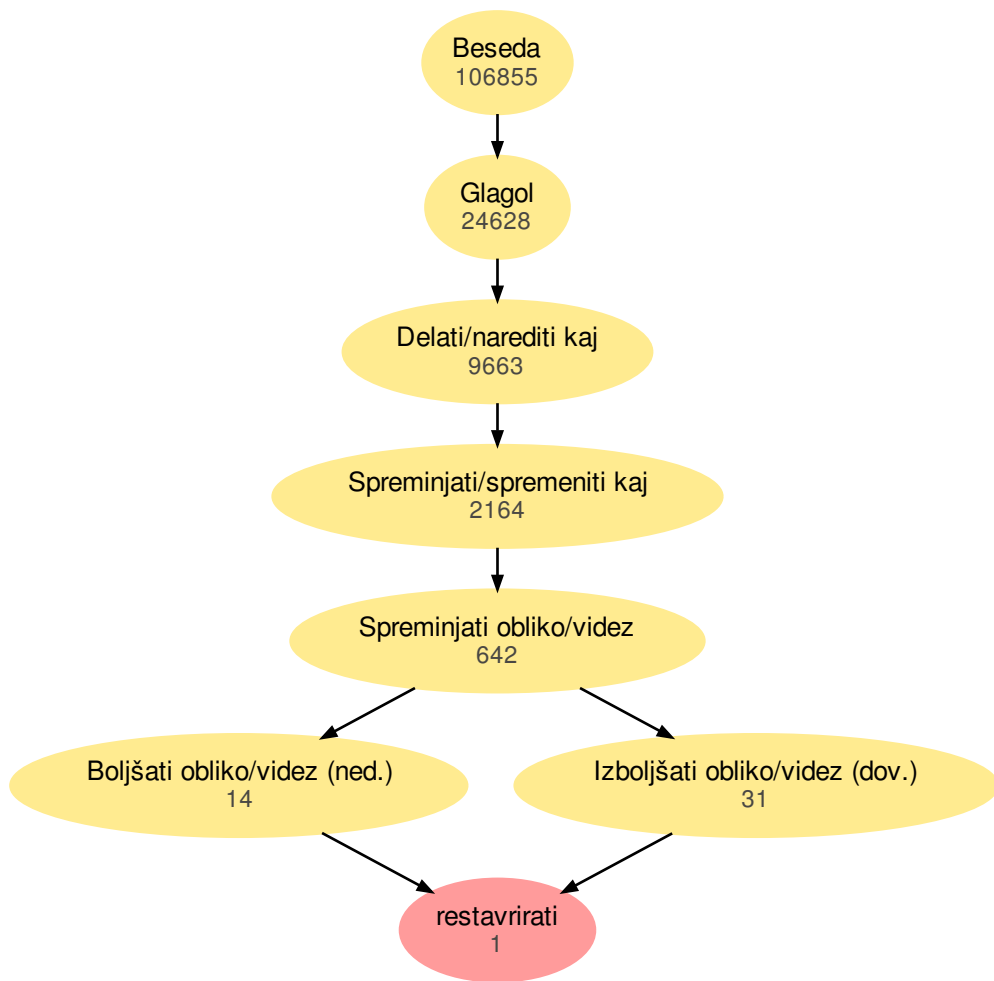 Beseda
106855
Glagol
24628
Delati/narediti kaj
9663
Spreminjati/spremeniti kaj
2164
Spreminjati obliko/videz
642
Boljšati obliko/videz (ned.)
14
Izboljšati obliko/videz (dov.)
31
restavrirati
1